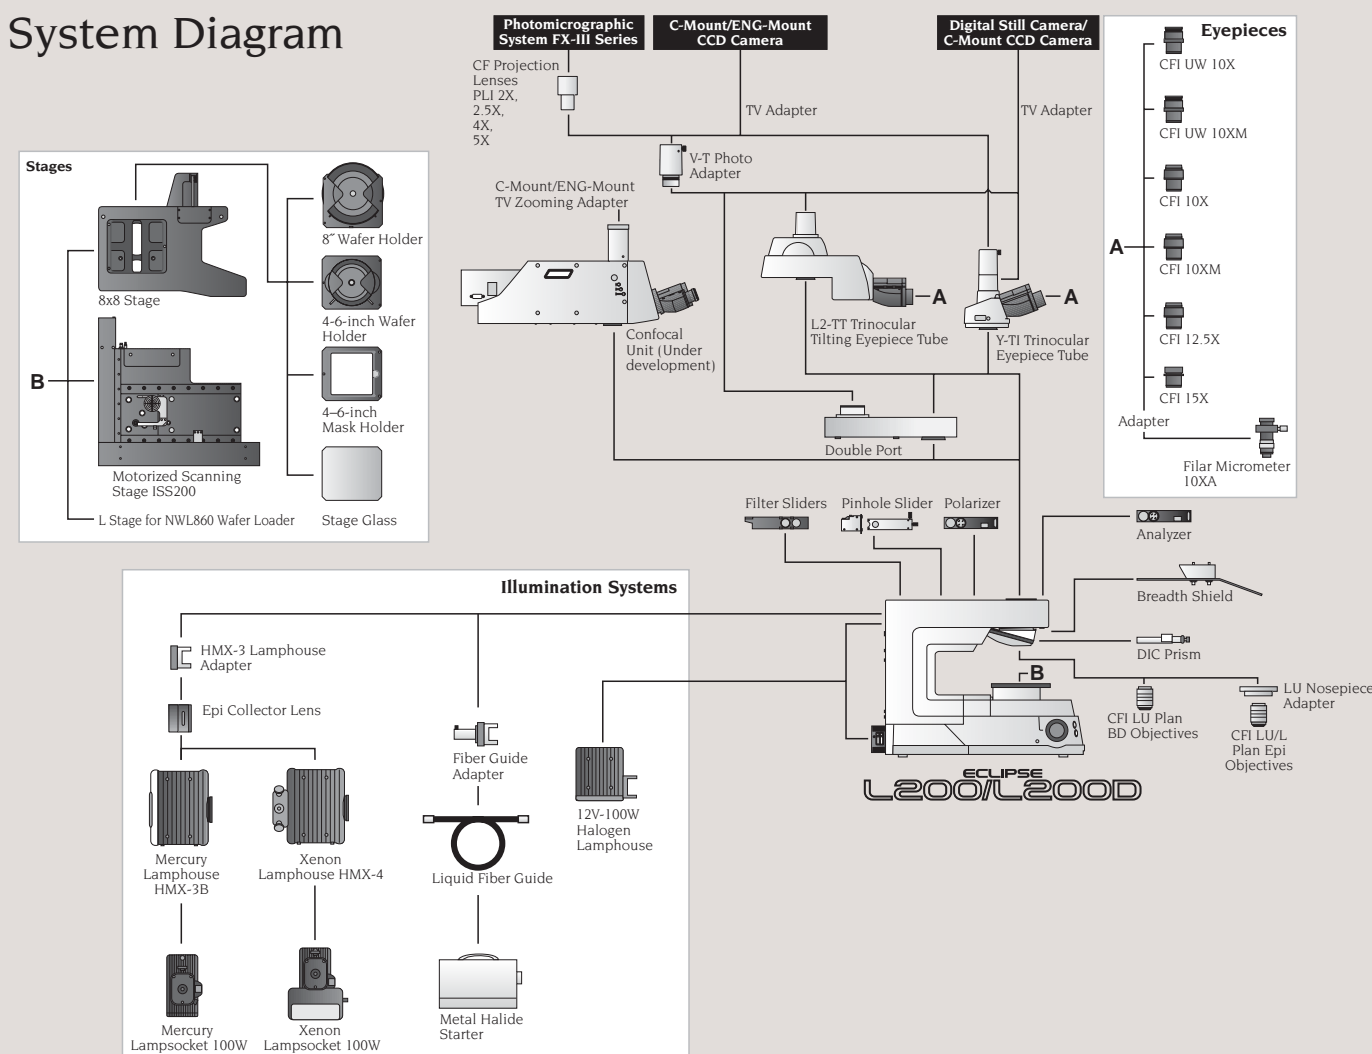 System Diagram
Photomicrographic
System FX-III Series
C-Mount/ENG-Mount
CCD Camera
Digital Still Camera/
C-Mount CCD Camera
CF Projection
Lenses
PLI 2X,
2.5X,
4X,
5X
TV Adapter
TV Adapter
V-T Photo
Adapter
C-Mount/ENG-Mount
TV Zooming Adapter
Confocal
Unit (Under
development)
L2-TT Trinocular
Tilting Eyepiece Tube
A
Y-TI Trinocular
Eyepiece Tube
A
Double Port
Eyepieces
CFI UW 10X
CFI UW 10XM
CFI 10X
A
CFI 10XM
CFI 12.5X
CFI 15X
Adapter
Filar Micrometer
10XA
Stages
8x8 Stage
B
Motorized Scanning
Stage ISS200
L Stage for NWL860 Wafer Loader
8˝ Wafer Holder
4-6-inch Wafer
Holder
4–6-inch
Mask Holder
Stage Glass
Filter Sliders
Pinhole Slider
Polarizer
Analyzer
Breadth Shield
DIC Prism
B
CFI LU Plan
BD Objectives
LU Nosepiece
Adapter
CFI LU/L
Plan Epi
Objectives
ECLIPSE
L200/L200D
Illumination Systems
HMX-3 Lamphouse
Adapter
Epi Collector Lens
Mercury
Lamphouse
HMX-3B
Xenon
Lamphouse HMX-4
Mercury
Lampsocket 100W
Xenon
Lampsocket 100W
Fiber Guide
Adapter
Liquid Fiber Guide
Metal Halide
Starter
12V-100W
Halogen
Lamphouse